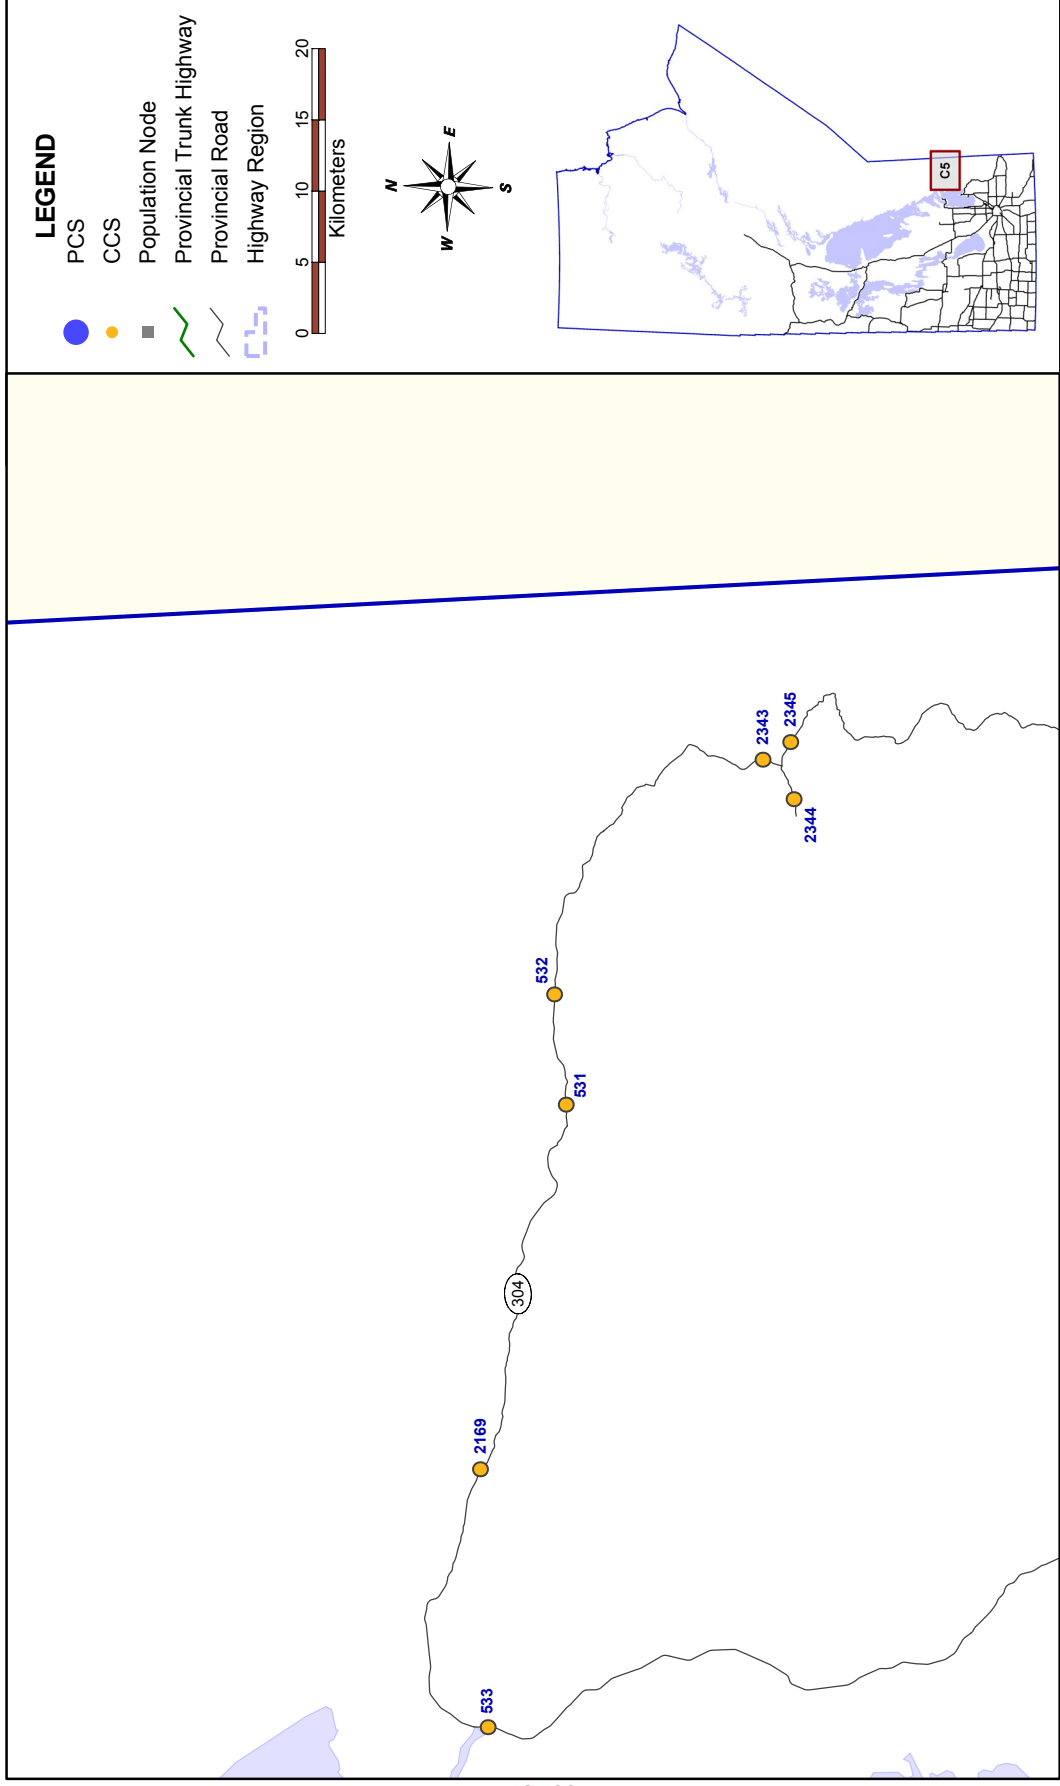 LEGEND
PCS
CCS
Population Node
Provincial Trunk Highway
Provincial Road
Highway Region
0 5 10 15 20
Kilometers
N
W E
S
C5
533
2169
304
531
532
2343
2345
2344